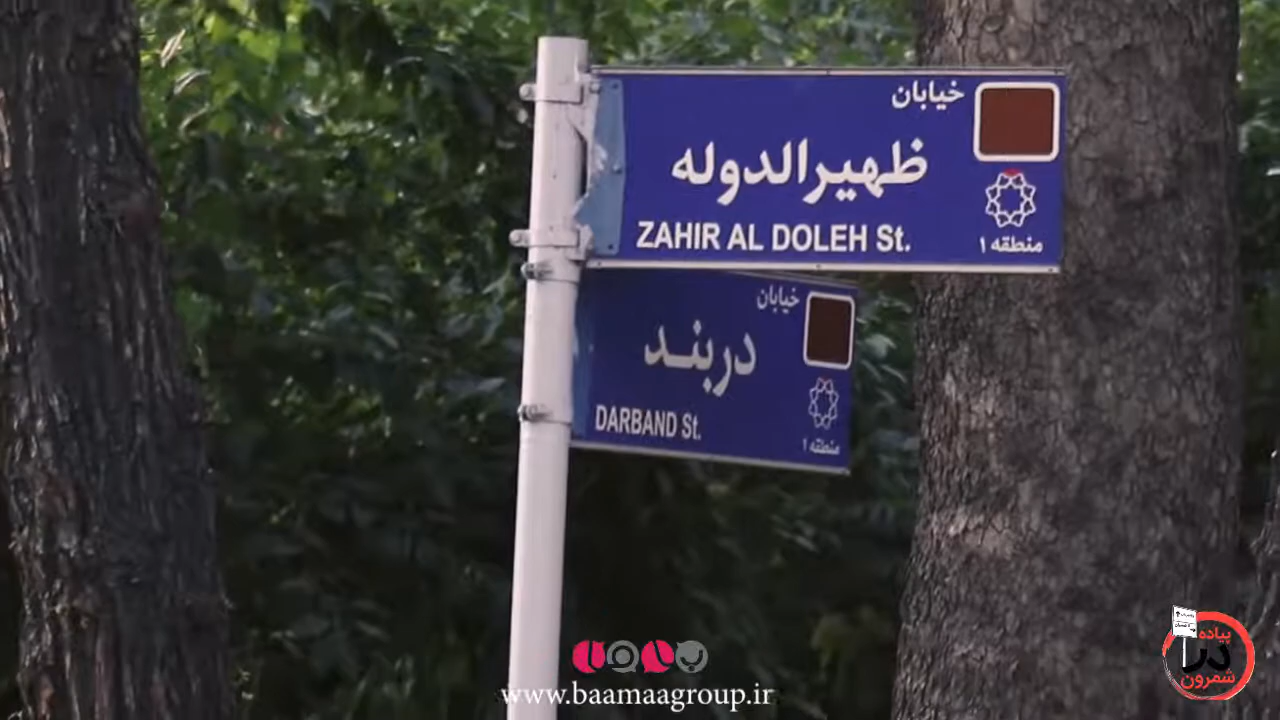 خیابان
ظهیرالدوله
ZAHIR AL DOLEH St.
منطقه ۱
خیابان
دربند
DARBAND St.
منطقه ۱
www.baamaagroup.ir
پیاده
در
شمرون